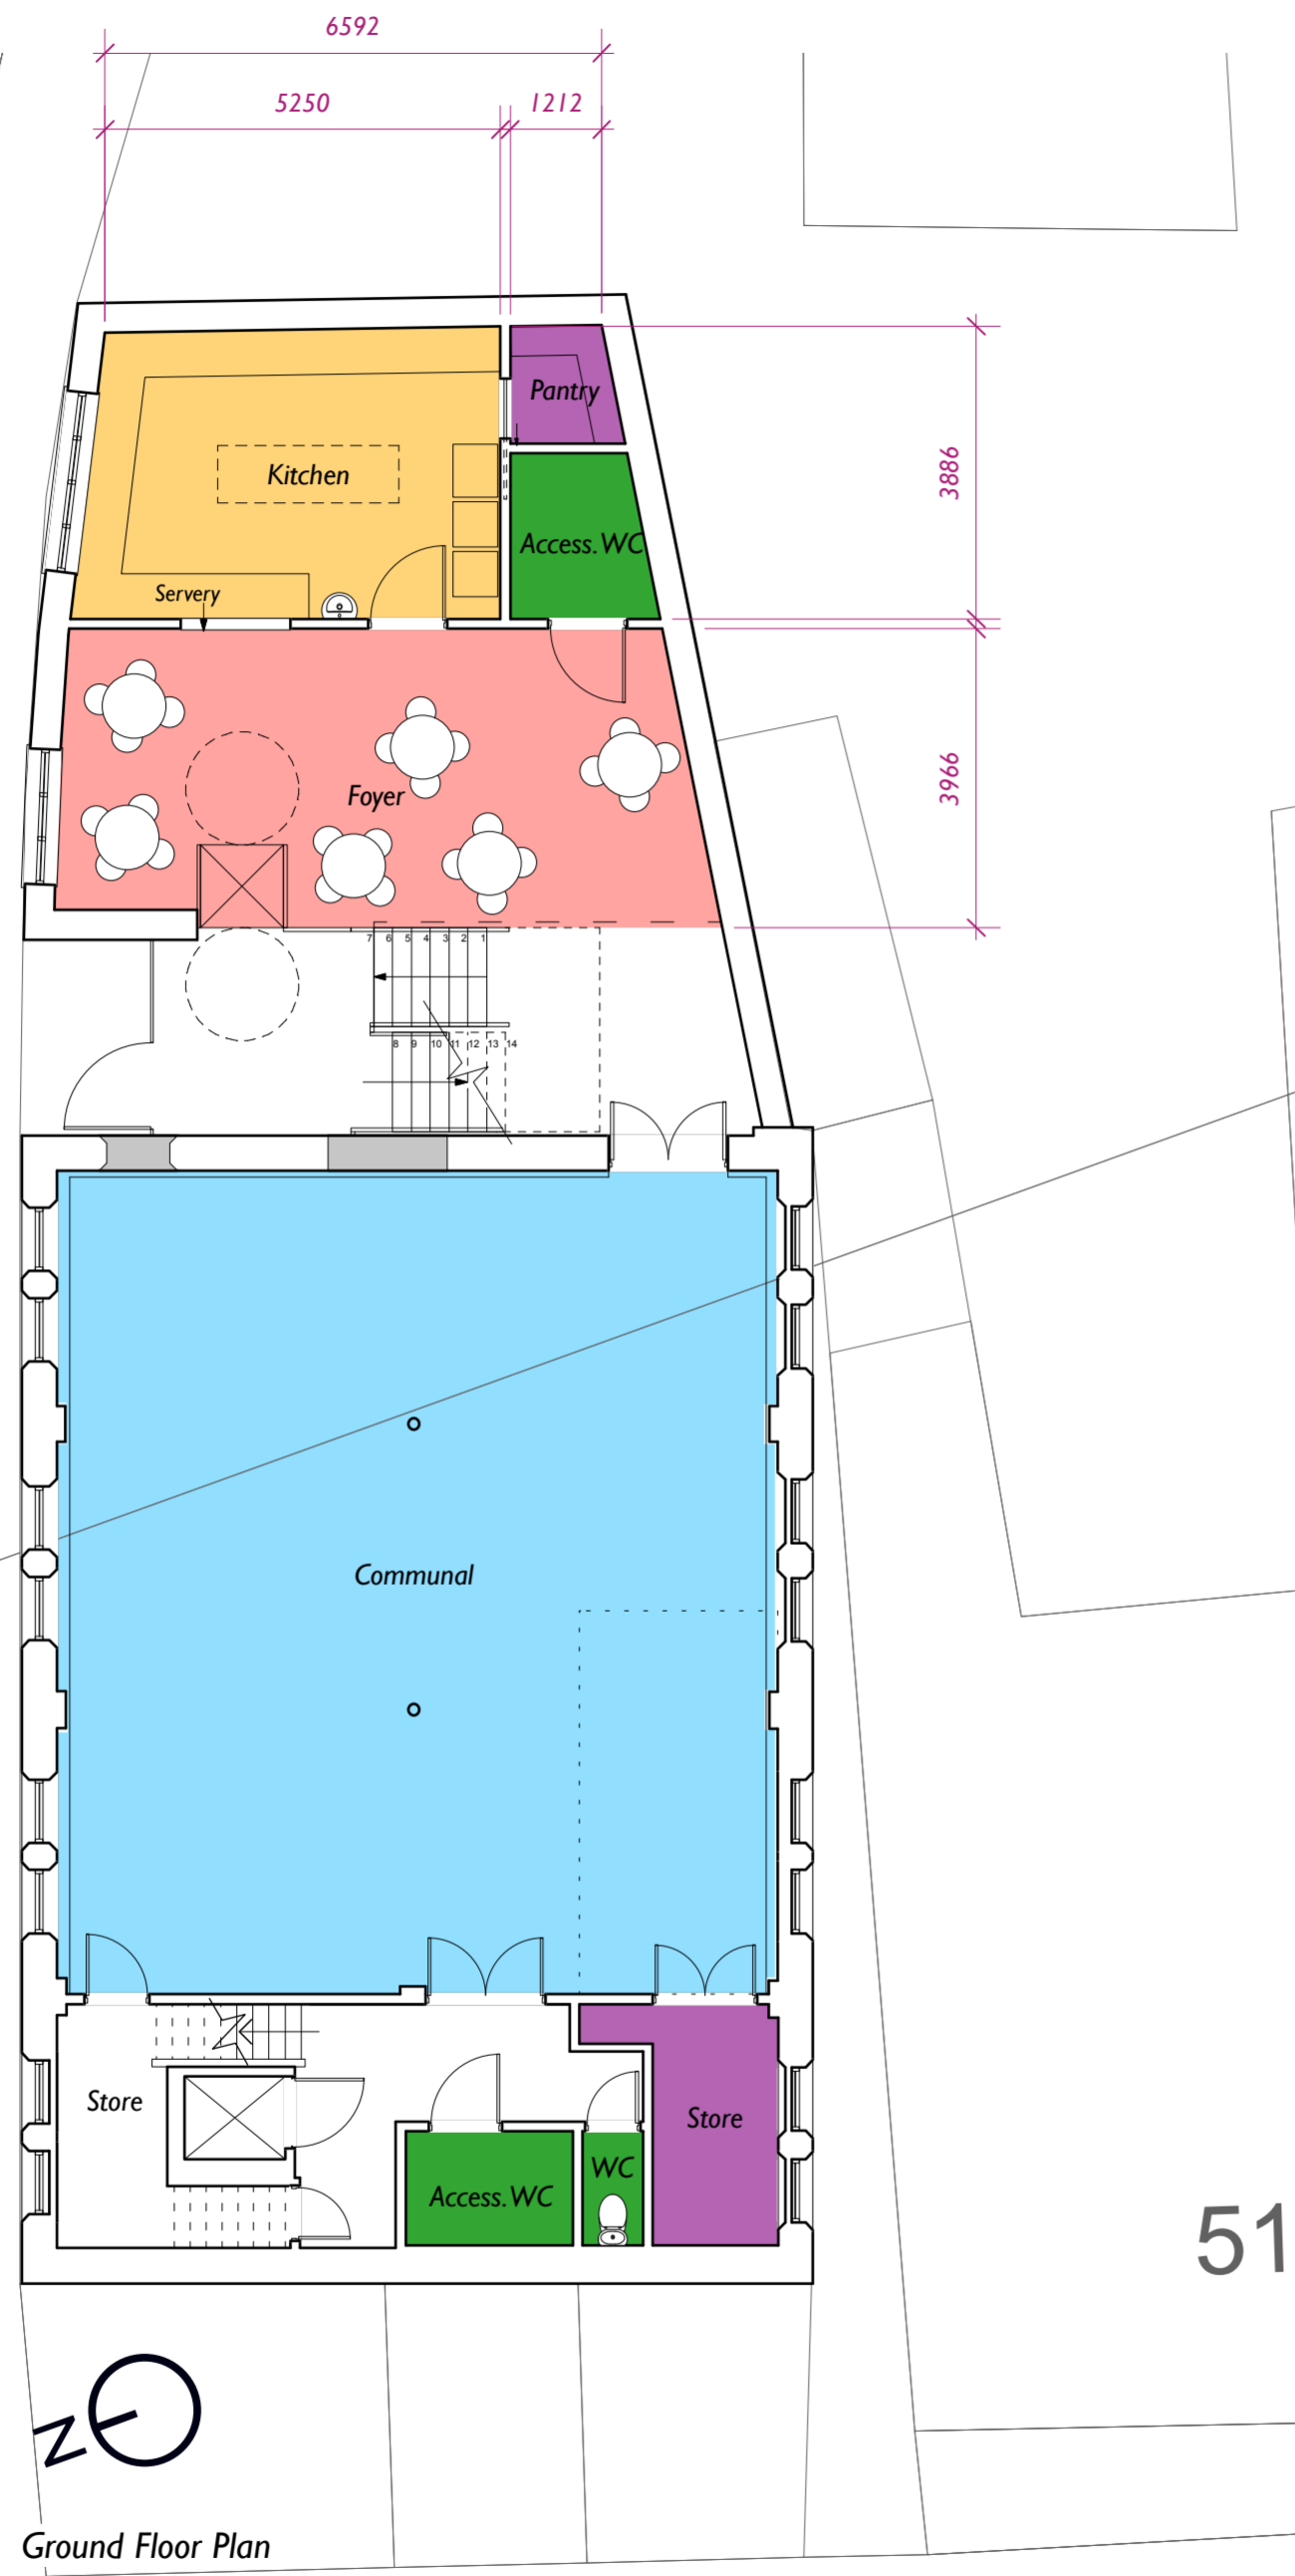 6592
5250 1212
Pantry
Kitchen
3886
Access.WC
Servery
3966
Foyer
7 6 5 4 3 2 1
8 9 10 11 12 13 14
Communal
Store
Store
WC
Access.WC
51
N
Ground Floor Plan